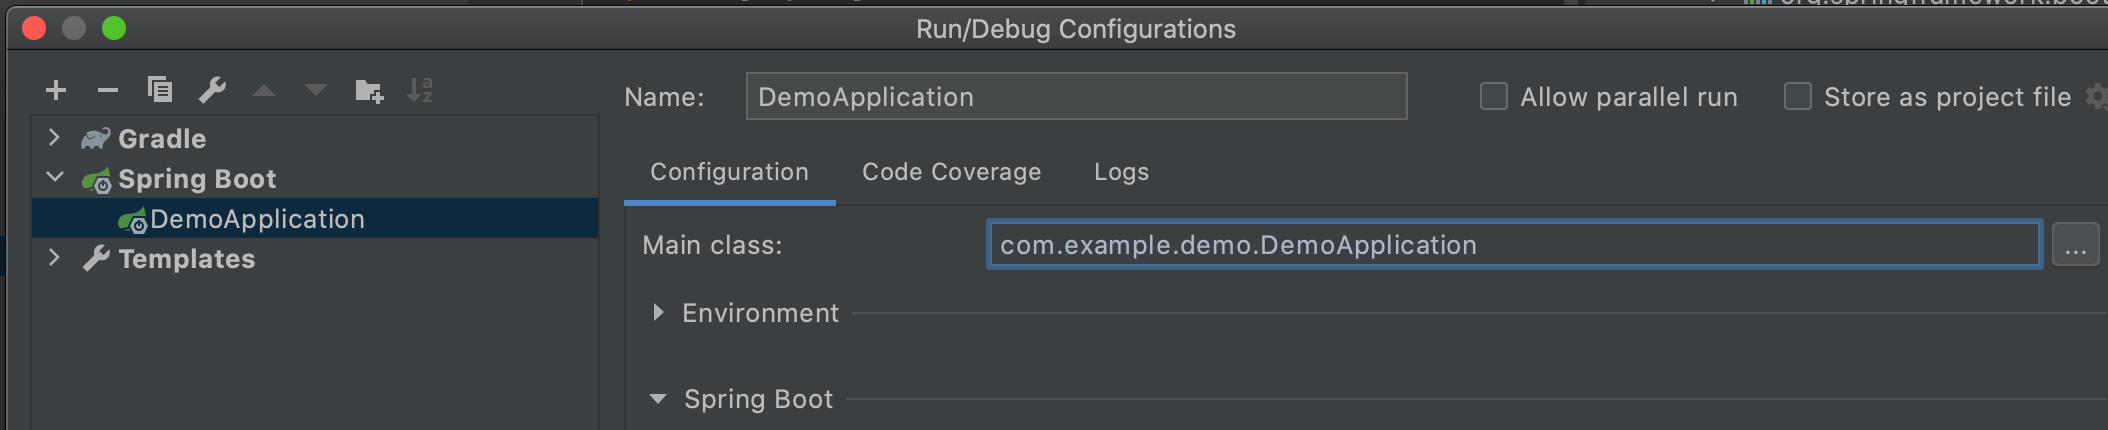 Run/Debug Configurations
Name: DemoApplication Allow parallel run Store as project file
Gradle
Spring Boot
DemoApplication
Templates
Configuration Code Coverage Logs
Main class: com.example.demo.DemoApplication ...
Environment
Spring Boot